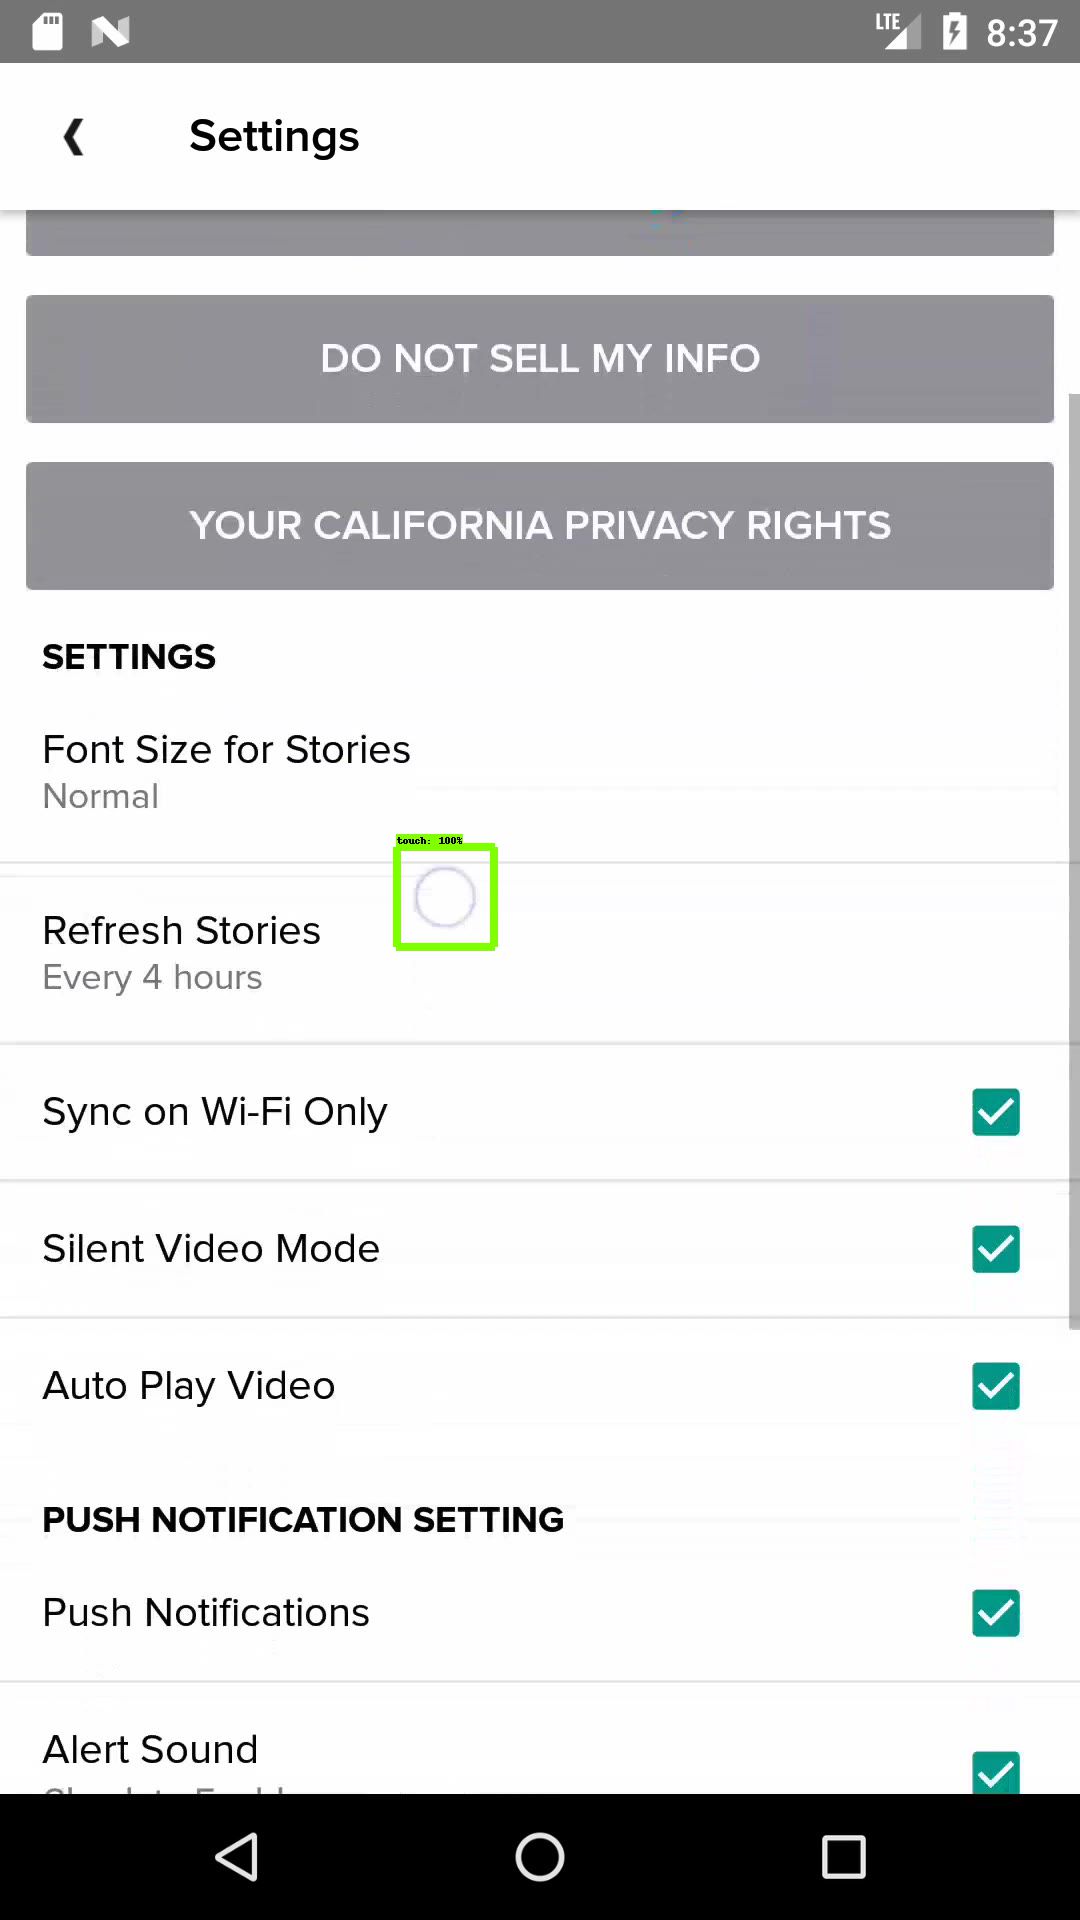 LTE 8:37
Settings
DO NOT SELL MY INFO
YOUR CALIFORNIA PRIVACY RIGHTS
SETTINGS
Font Size for Stories
Normal
touch: 100%
Refresh Stories
Every 4 hours
Sync on Wi-Fi Only
Silent Video Mode
Auto Play Video
PUSH NOTIFICATION SETTING
Push Notifications
Alert Sound